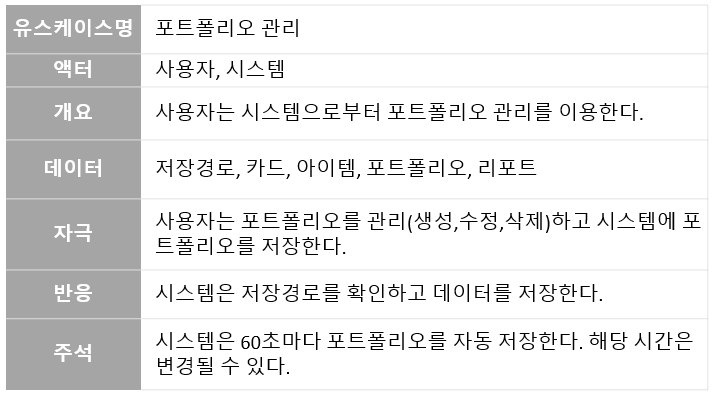 유스케이스명 포트폴리오 관리
액터 사용자, 시스템
개요 사용자는 시스템으로부터 포트폴리오 관리를 이용한다.
데이터 저장경로, 카드, 아이템, 포트폴리오, 리포트
자극 사용자는 포트폴리오를 관리(생성,수정,삭제)하고 시스템에 포
트폴리오를 저장한다.
반응 시스템은 저장경로를 확인하고 데이터를 저장한다.
주석 시스템은 60초마다 포트폴리오를 자동 저장한다. 해당 시간은
변경될 수 있다.